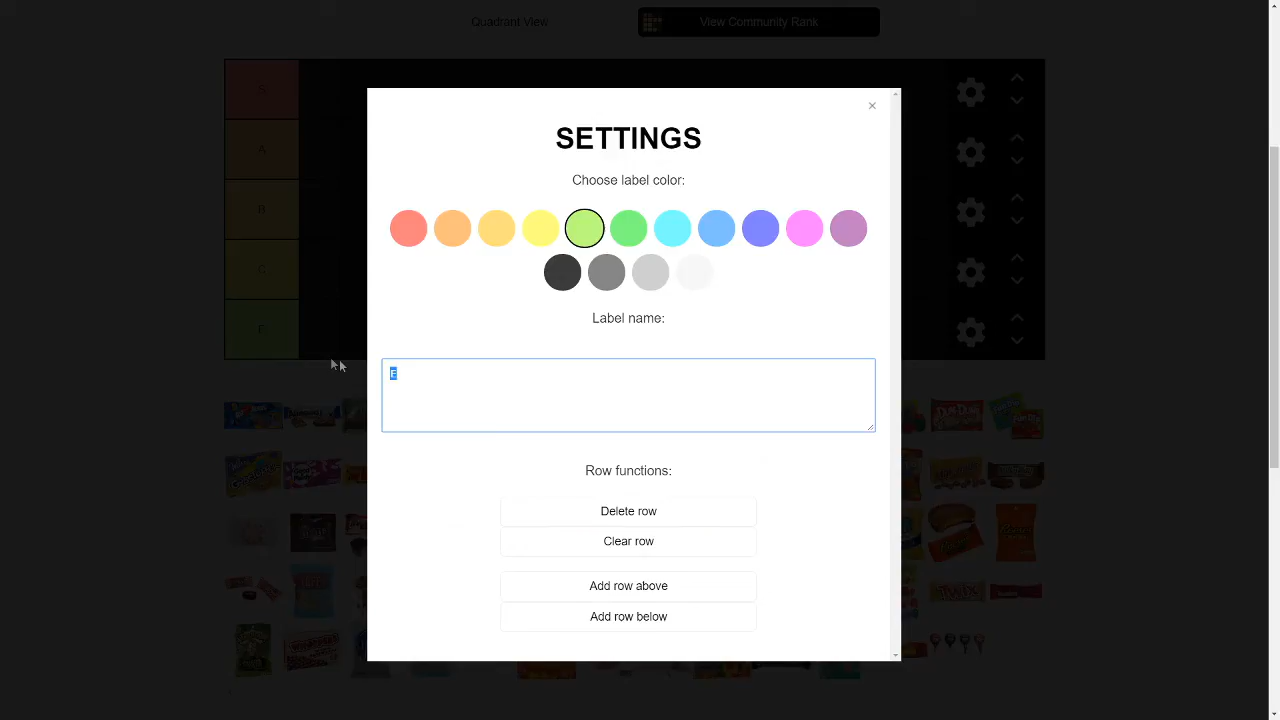 Quadrant View
View Community Rank
S
A
B
C
F
×
SETTINGS
Choose label color:
Label name:
F
Row functions:
Delete row
Clear row
Add row above
Add row below